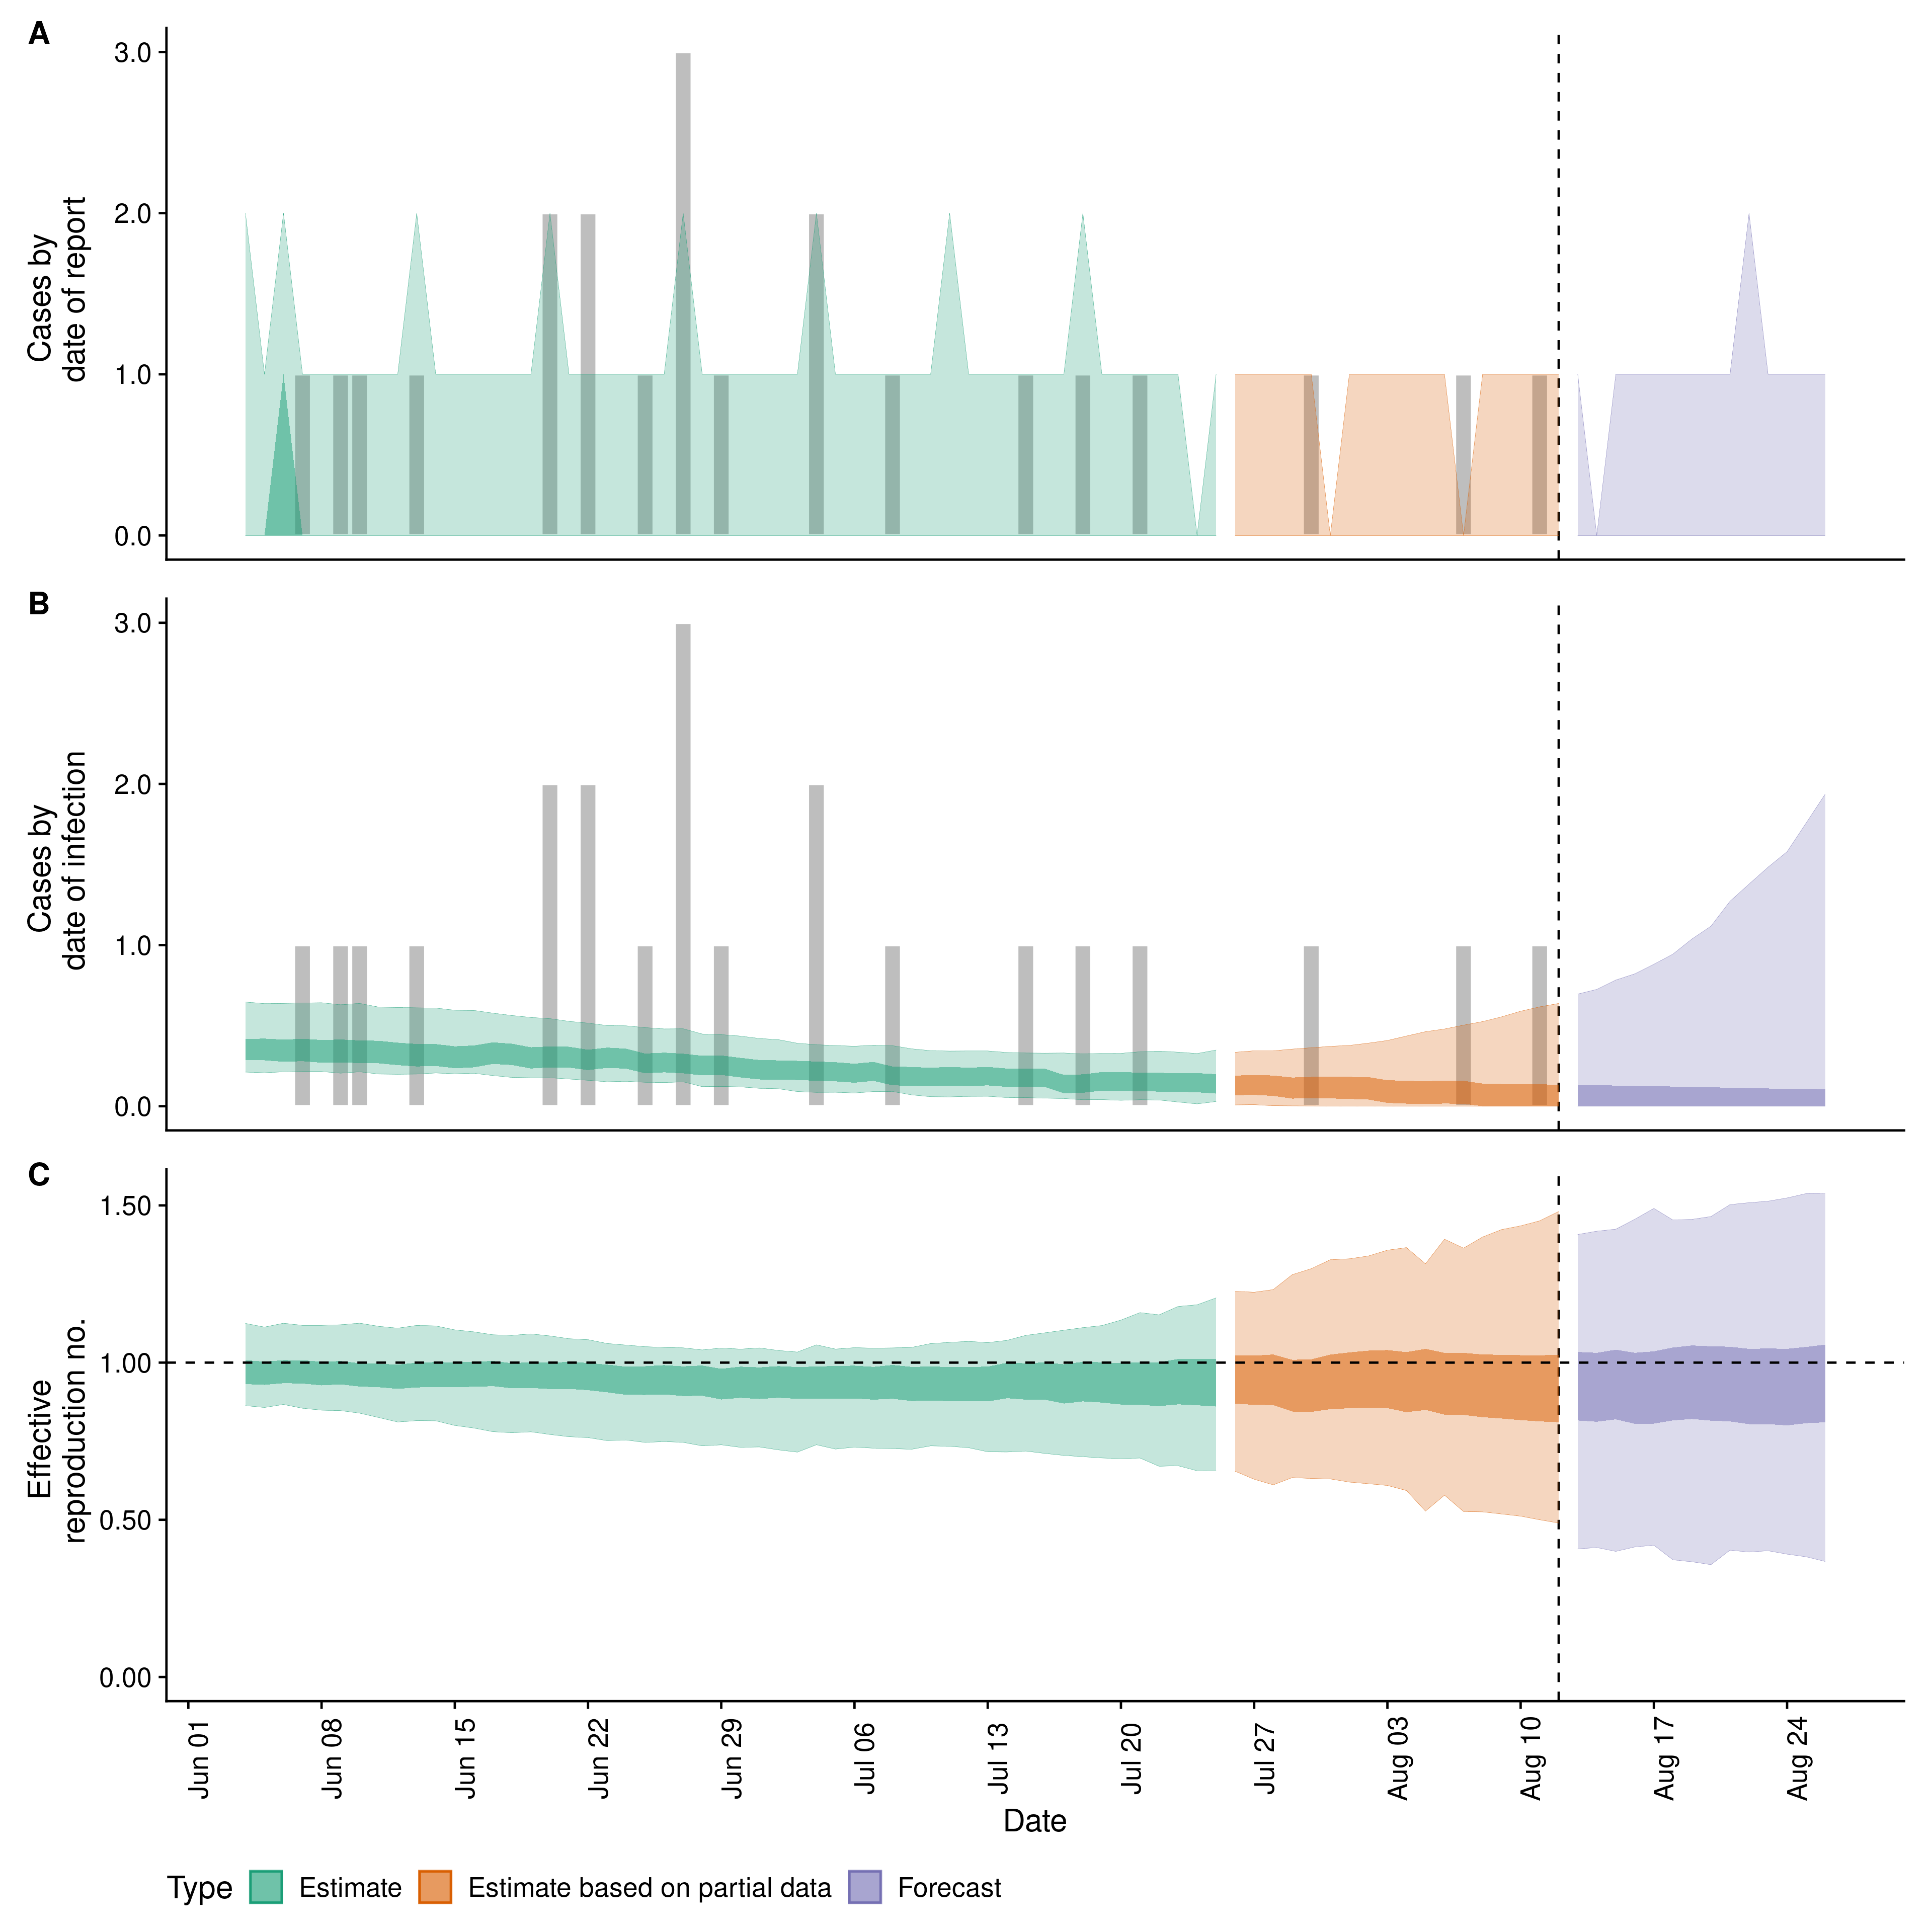 A
Cases by
date of report
3.0
2.0
1.0
0.0
B
Cases by
date of infection
3.0
2.0
1.0
0.0
C
Effective
reproduction no.
1.50
1.00
0.50
0.00
Jun 01
Jun 08
Jun 15
Jun 22
Jun 29
Jul 06
Jul 13
Jul 20
Jul 27
Aug 03
Aug 10
Aug 17
Aug 24
Date
Type Estimate Estimate based on partial data Forecast